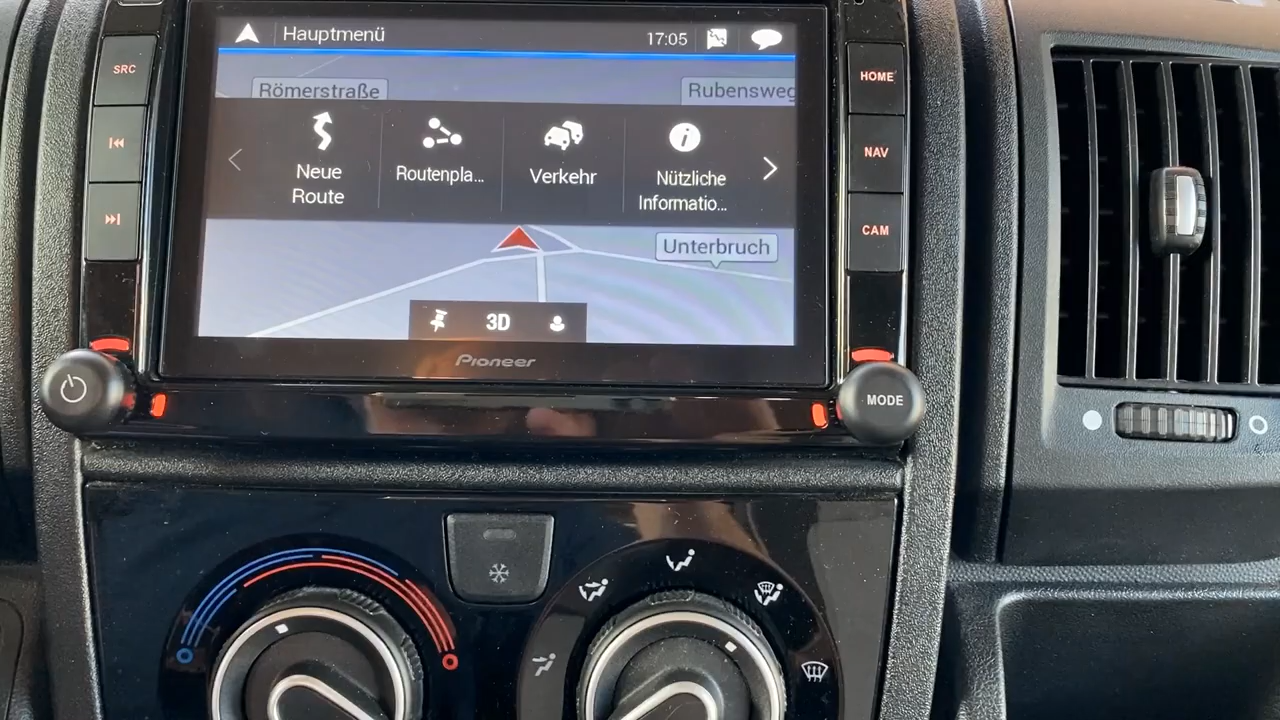 Hauptmenü
17:05
SRC
HOME
Römerstraße
Rubensweg
NAV
Neue
Route
Routenpla...
Verkehr
Nützliche
Informatio...
CAM
Unterbruch
3D
Pioneer
MODE